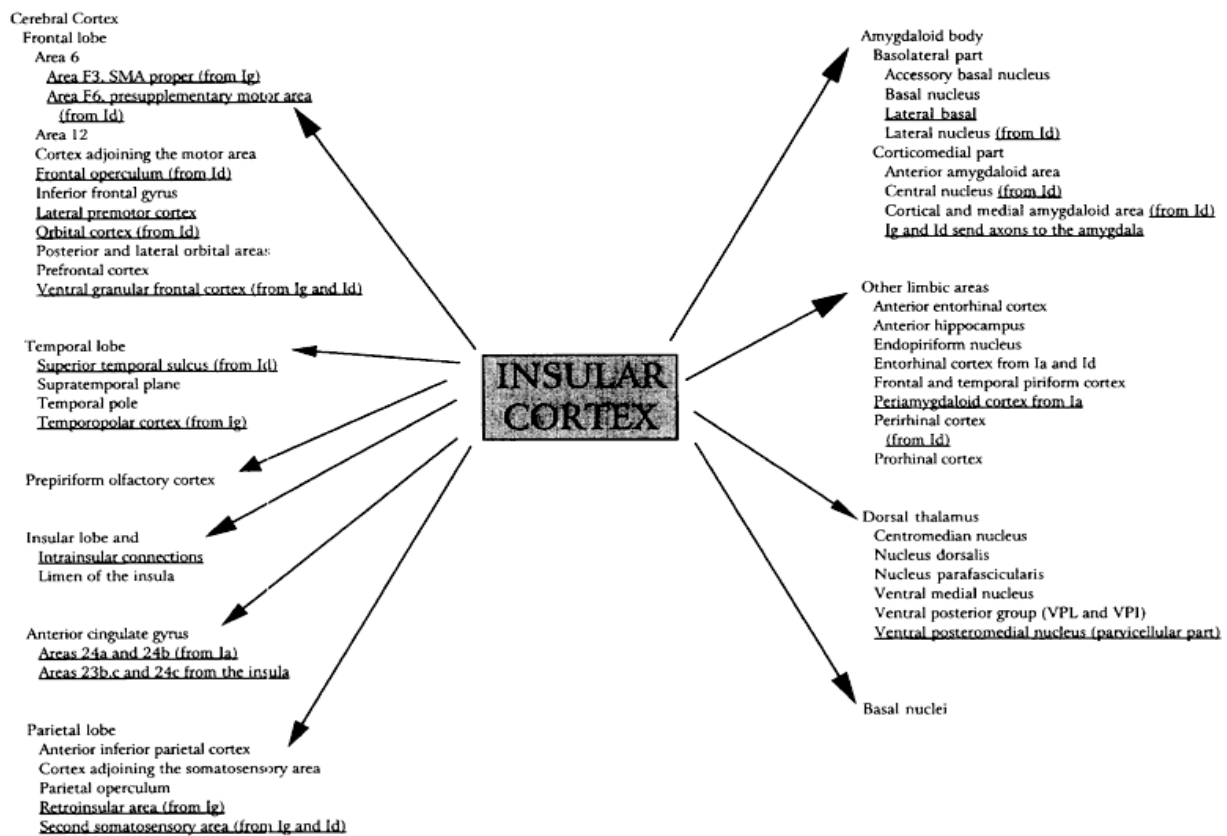 Cerebral Cortex
Frontal lobe
Area 6
Area F3, SMA proper (from Ig)
Area F6, presupplementary motor area
(from Id)
Area 12
Cortex adjoining the motor area
Frontal operculum (from Id)
Inferior frontal gyrus
Lateral premotor cortex
Orbital cortex (from Id)
Posterior and lateral orbital areas
Prefrontal cortex
Ventral granular frontal cortex (from Ig and Id)
Temporal lobe
Superior temporal sulcus (from Id)
Supratemporal plane
Temporal pole
Temporopolar cortex (from Ig)
Prepiriform olfactory cortex
Insular lobe and
Intrainsular connections
Limen of the insula
Anterior cingulate gyrus
Areas 24a and 24b (from Ia)
Areas 23b,c and 24c from the insula
Parietal lobe
Anterior inferior parietal cortex
Cortex adjoining the somatosensory area
Parietal operculum
Retroinsular area (from Ig)
Second somatosensory area (from Ig and Id)
INSULAR
CORTEX
Amygdaloid body
Basolateral part
Accessory basal nucleus
Basal nucleus
Lateral basal
Lateral nucleus (from Id)
Corticomedial part
Anterior amygdaloid area
Central nucleus (from Id)
Cortical and medial amygdaloid area (from Id)
Ig and Id send axons to the amygdala
Other limbic areas
Anterior entorhinal cortex
Anterior hippocampus
Endopiriform nucleus
Entorhinal cortex from Ia and Id
Frontal and temporal piriform cortex
Periamygdaloid cortex from Ia
Perirhinal cortex
(from Id)
Prorhinal cortex
Dorsal thalamus
Centromedian nucleus
Nucleus dorsalis
Nucleus parafascicularis
Ventral medial nucleus
Ventral posterior group (VPL and VPI)
Ventral posteromedial nucleus (parvicellular part)
Basal nuclei